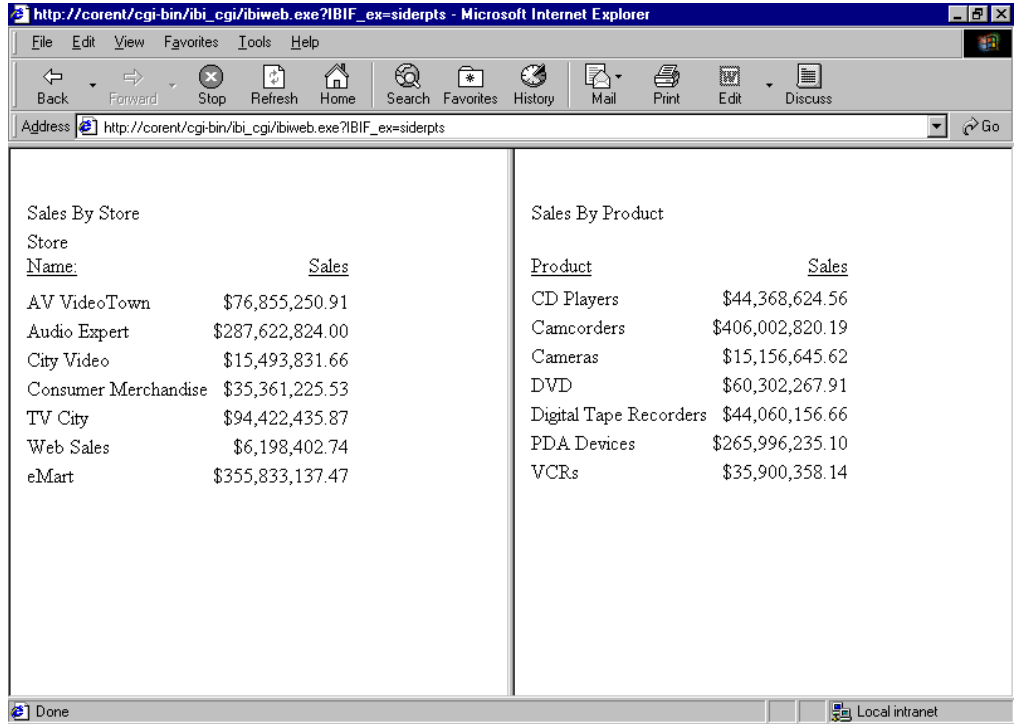 http://corent/cgi-bin/ibi_cgi/ibiweb.exe?IBIF_ex=siderpts - Microsoft Internet Explorer
File Edit View Favorites Tools Help
Back Forward Stop Refresh Home Search Favorites History Mail Print Edit Discuss
Address http://corent/cgi-bin/ibi_cgi/ibiweb.exe?IBIF_ex=siderpts Go
Sales By Store
Store
Name: Sales
AV VideoTown $76,855,250.91
Audio Expert $287,622,824.00
City Video $15,493,831.66
Consumer Merchandise $35,361,225.53
TV City $94,422,435.87
Web Sales $6,198,402.74
eMart $355,833,137.47
Sales By Product
Product Sales
CD Players $44,368,624.56
Camcorders $406,002,820.19
Cameras $15,156,645.62
DVD $60,302,267.91
Digital Tape Recorders $44,060,156.66
PDA Devices $265,996,235.10
VCRs $35,900,358.14
Done Local intranet